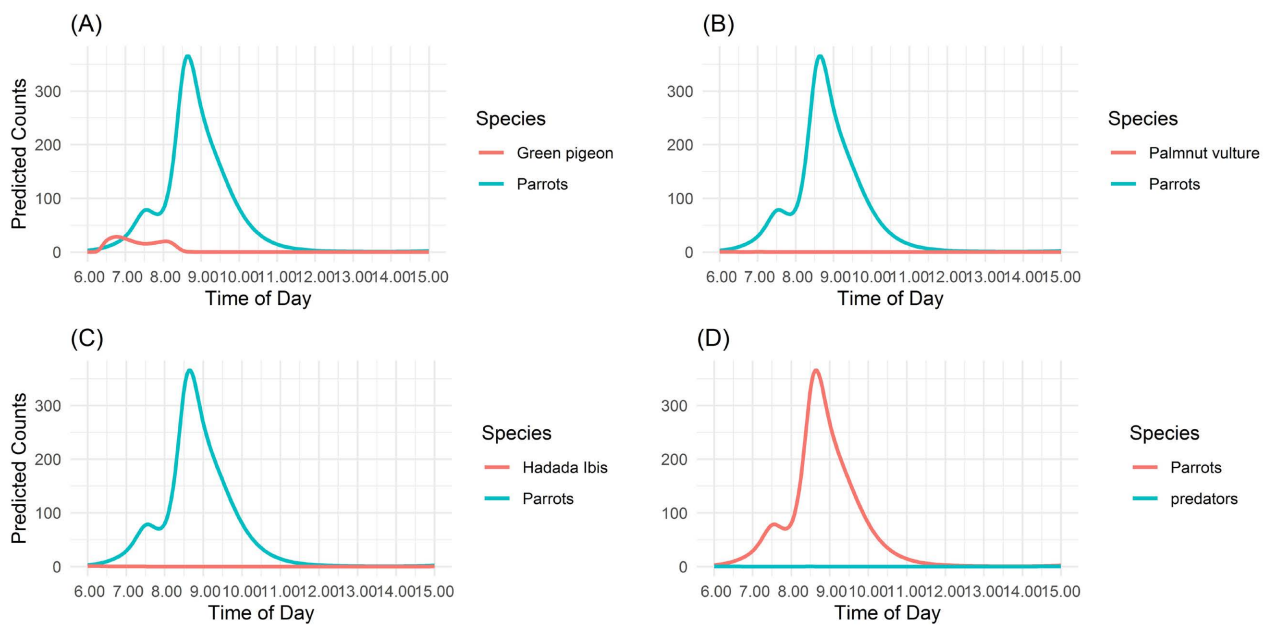 (A)
Predicted Counts
300
200
100
0
6.00 7.00 8.00 9.00 10.00 11.00 12.00 13.00 14.00 15.00
Time of Day
Species
Green pigeon
Parrots
(B)
300
200
100
0
6.00 7.00 8.00 9.00 10.00 11.00 12.00 13.00 14.00 15.00
Time of Day
Species
Palmnut vulture
Parrots
(C)
Predicted Counts
300
200
100
0
6.00 7.00 8.00 9.00 10.00 11.00 12.00 13.00 14.00 15.00
Time of Day
Species
Hadada Ibis
Parrots
(D)
300
200
100
0
6.00 7.00 8.00 9.00 10.00 11.00 12.00 13.00 14.00 15.00
Time of Day
Species
Parrots
predators